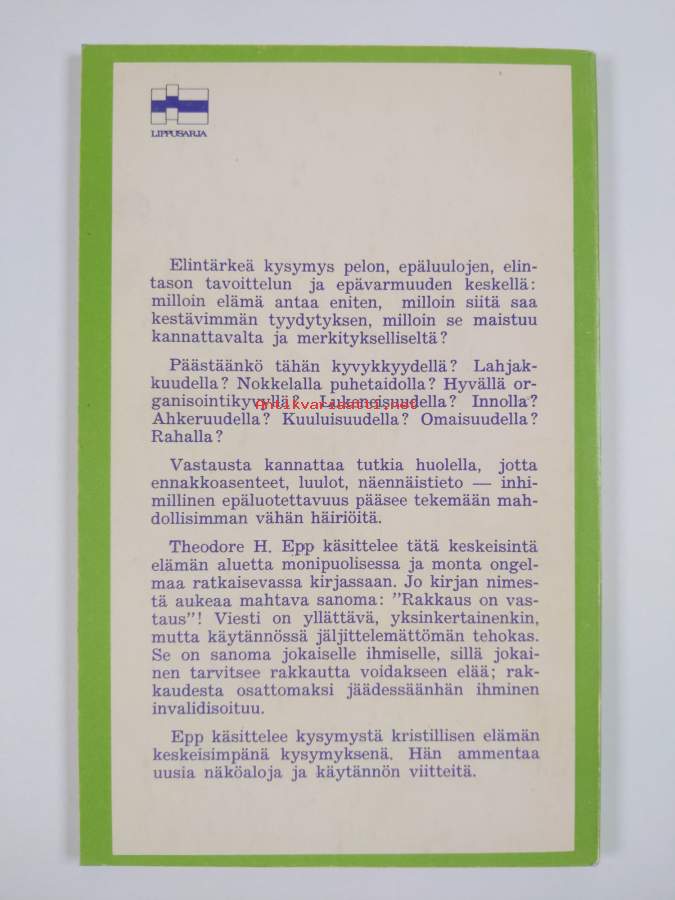 LIPPUSARJA
Elintärkeä kysymys pelon, epäluulojen, elin-
tason tavoittelun ja epävarmuuden keskellä:
milloin elämä antaa eniten, milloin siitä saa
kestävimmän tyydytyksen, milloin se maistuu
kannattavalta ja merkitykselliseltä?
Päästäänkö tähän kyvykkyydellä? Lahjak-
kuudella? Nokkelalla puhetaidolla? Hyvällä or-
ganisointikyvyllä? Lukeneisuudella? Innolla?
Antikvariaatti.net
Ahkeruudella? Kuuluisuudella? Omaisuudella?
Rahalla?
Vastausta kannattaa tutkia huolella, jotta
ennakkoasenteet, luulot, näennäistieto — inhi-
millinen epäluotettavuus pääsee tekemään mah-
dollisimman vähän häiriöitä.
Theodore H. Epp käsittelee tätä keskeisintä
elämän aluetta monipuolisessa ja monta ongel-
maa ratkaisevassa kirjassaan. Jo kirjan nimes-
tä aukeaa mahtava sanoma: ”Rakkaus on vas-
taus”! Viesti on yllättävä, yksinkertainenkin,
mutta käytännössä jäljittelemättömän tehokas.
Se on sanoma jokaiselle ihmiselle, sillä jokai-
nen tarvitsee rakkautta voidakseen elää; rak-
kaudesta osattomaksi jäädessäänhän ihminen
invalidisoituu.
Epp käsittelee kysymystä kristillisen elämän
keskeisimpänä kysymyksenä. Hän ammentaa
uusia näköaloja ja käytännön viitteitä.